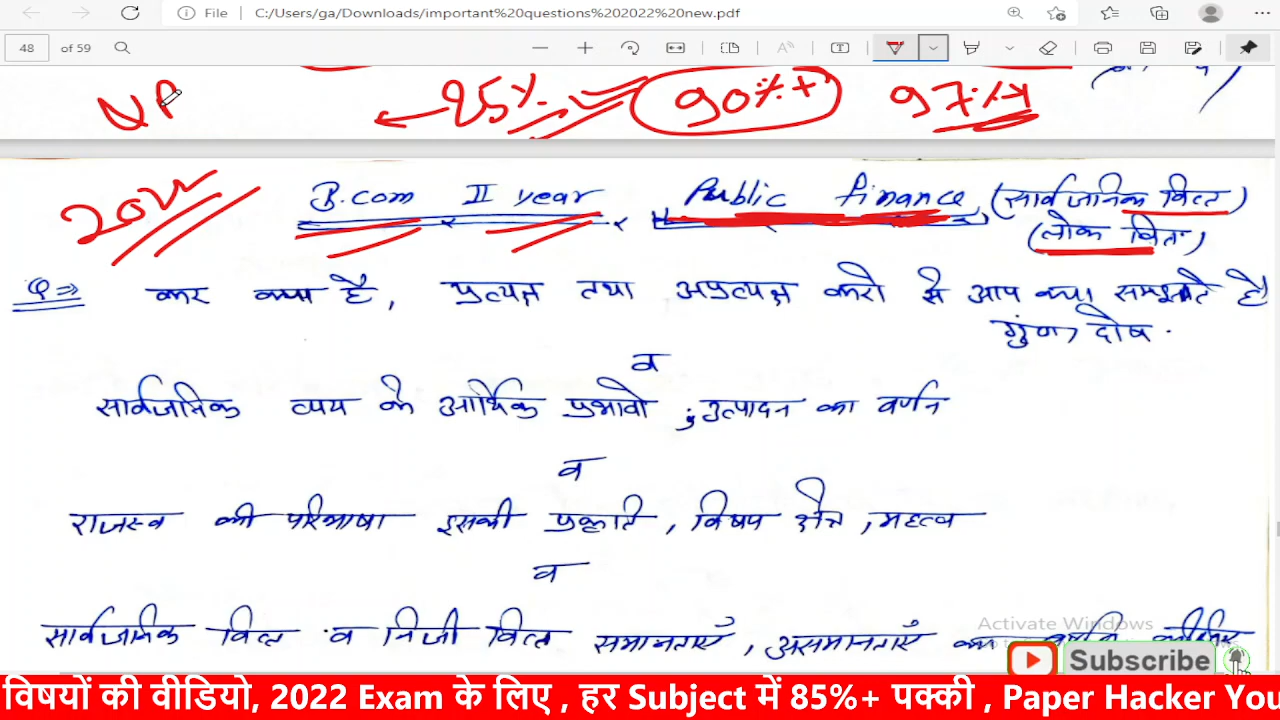 File C:/Users/ga/Downloads/important%20questions%202022%20new.pdf
48 of 59
85% 90%+ 97%
2022 B.com II year Public finance (सार्वजनिक वित्त)
(लोक वित्त)
Q⇒ कर क्या है, प्रत्यक्ष तथा अप्रत्यक्ष करो से आप क्या समझते है
गुण, दोष.
व
सार्वजनिक व्यय के आर्थिक प्रभावो ; उत्पादन का वर्णन
व
राजस्व की परिभाषा इसकी प्रकृति, विषय क्षेत्र, महत्व
व
सार्वजनिक वित्त व निजी वित्त समानताएँ, असमानताएँ
Activate Windows
Subscribe
विषयों की वीडियो, 2022 Exam के लिए , हर Subject में 85%+ पक्की , Paper Hacker You